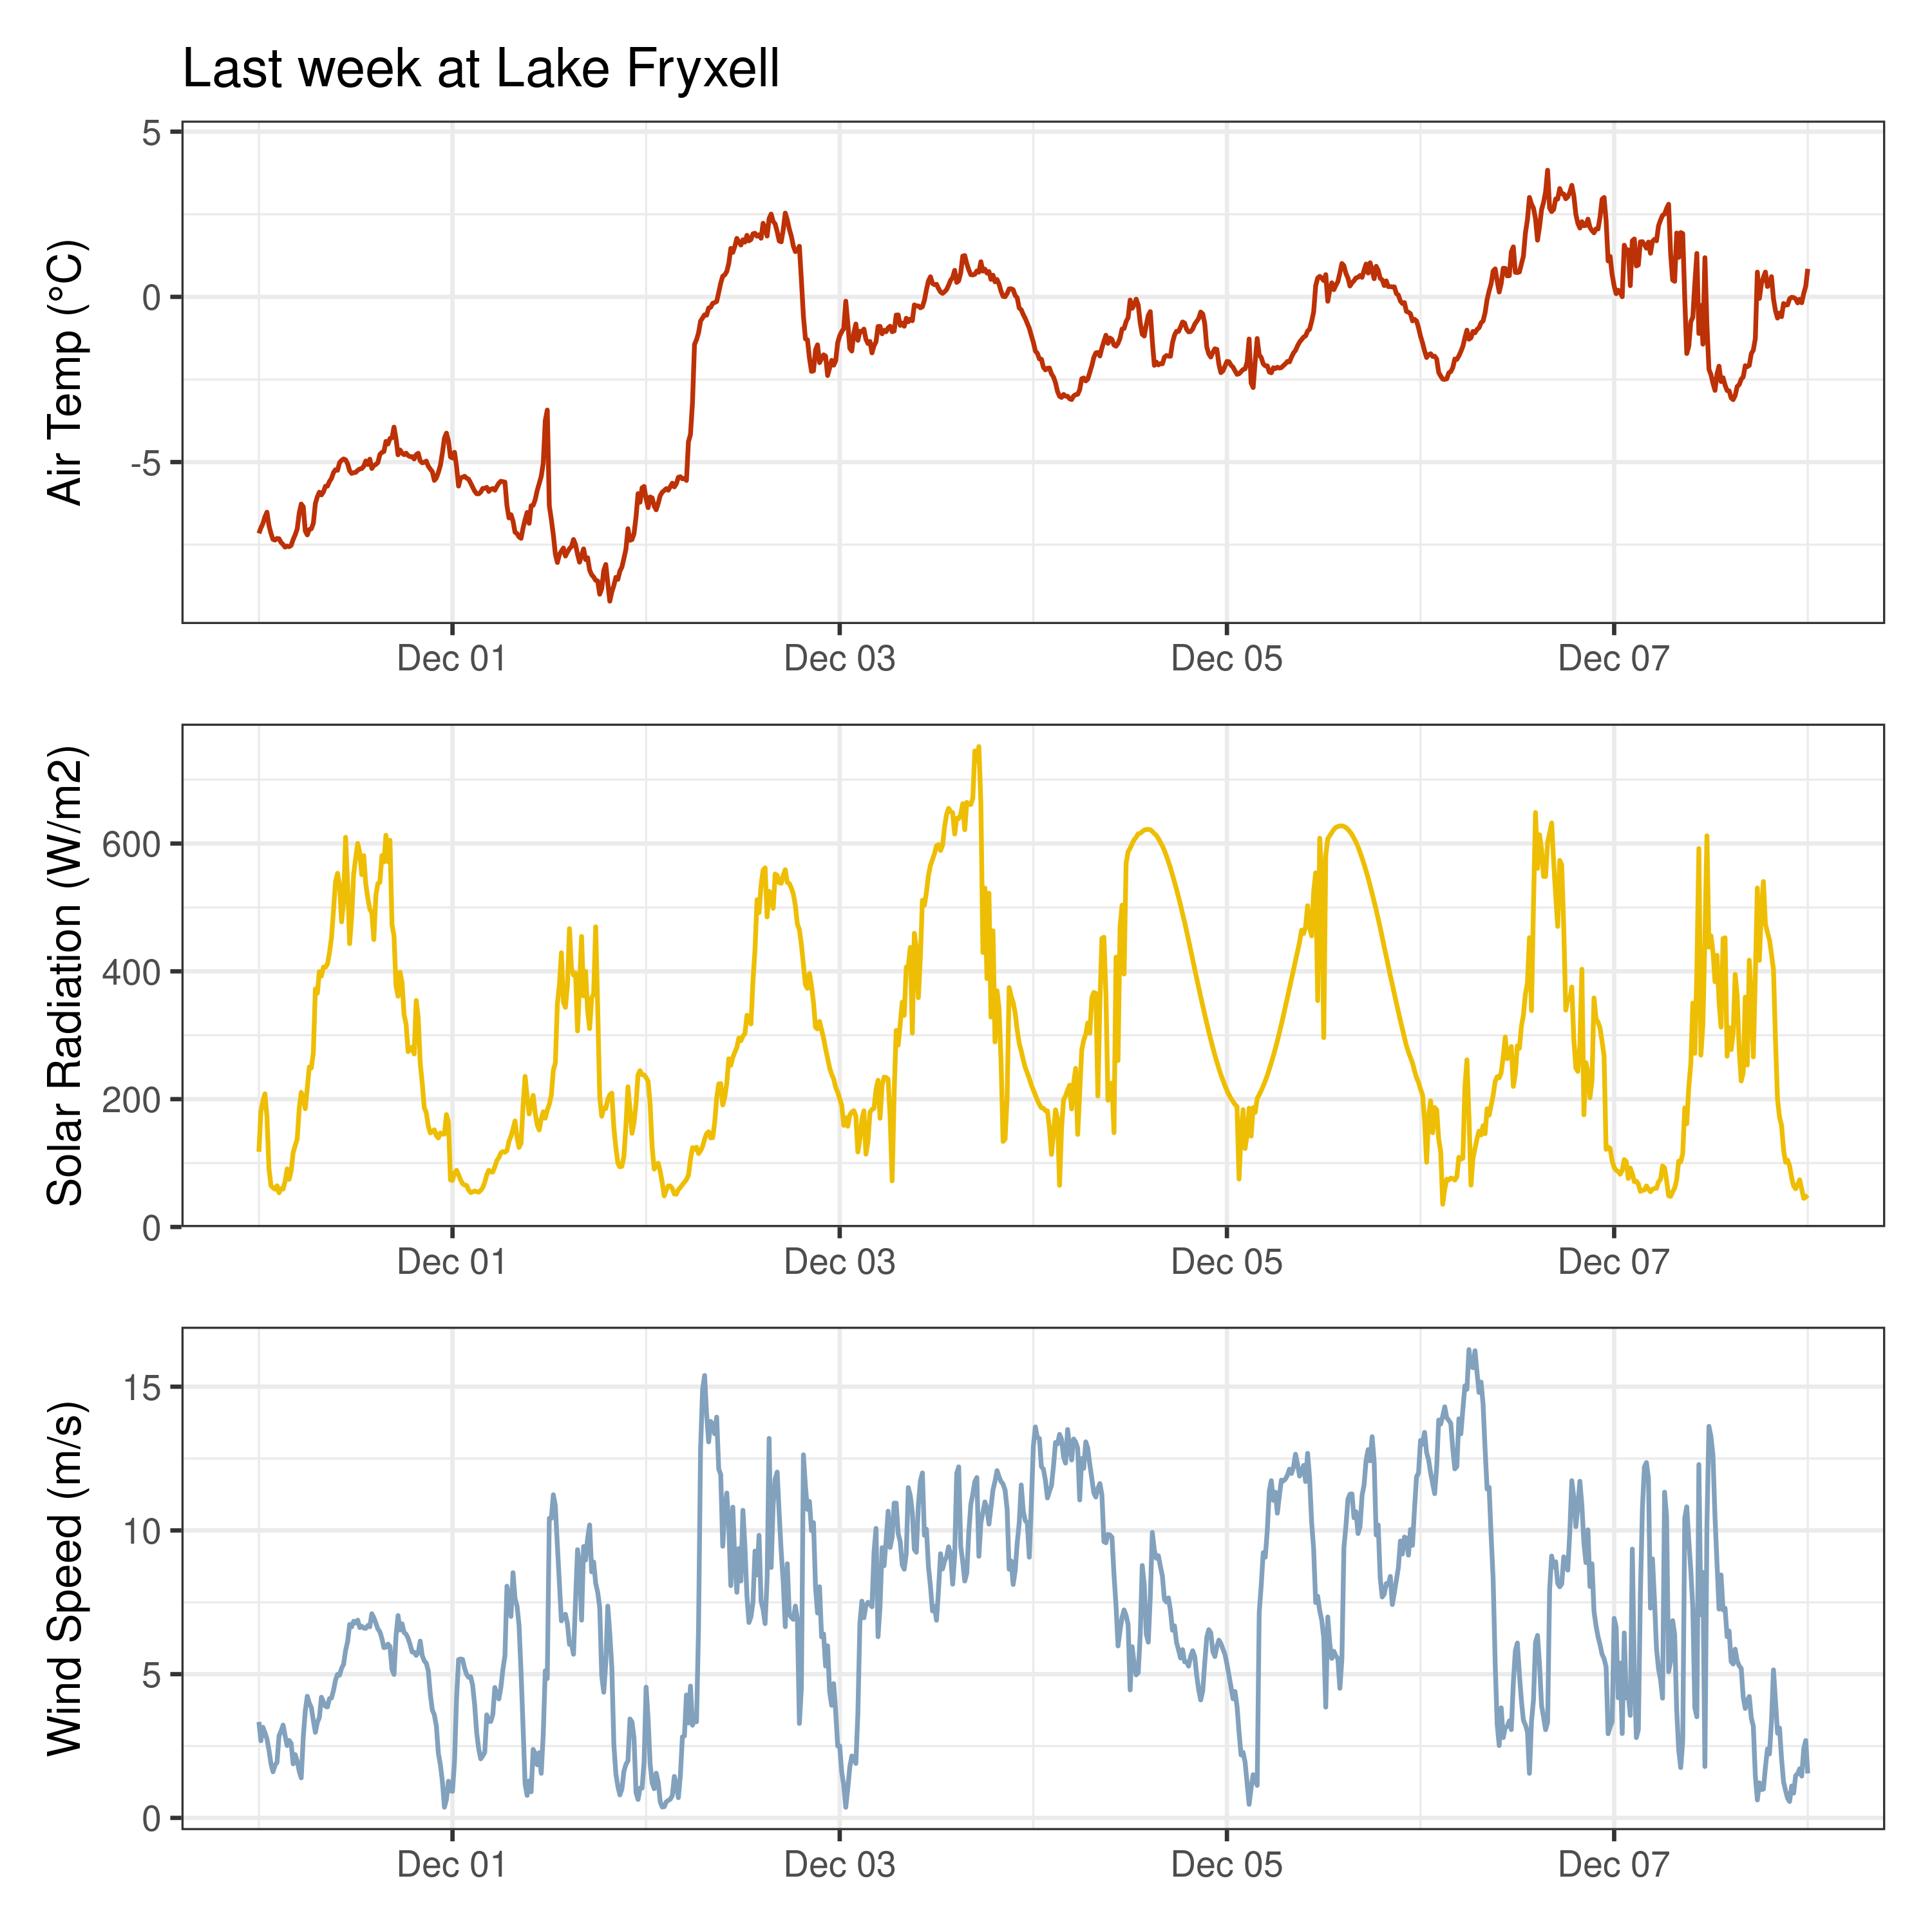 Last week at Lake Fryxell
Air Temp (°C)
5
0
-5
Dec 01 Dec 03 Dec 05 Dec 07
Solar Radiation (W/m2)
600
400
200
0
Dec 01 Dec 03 Dec 05 Dec 07
Wind Speed (m/s)
15
10
5
0
Dec 01 Dec 03 Dec 05 Dec 07